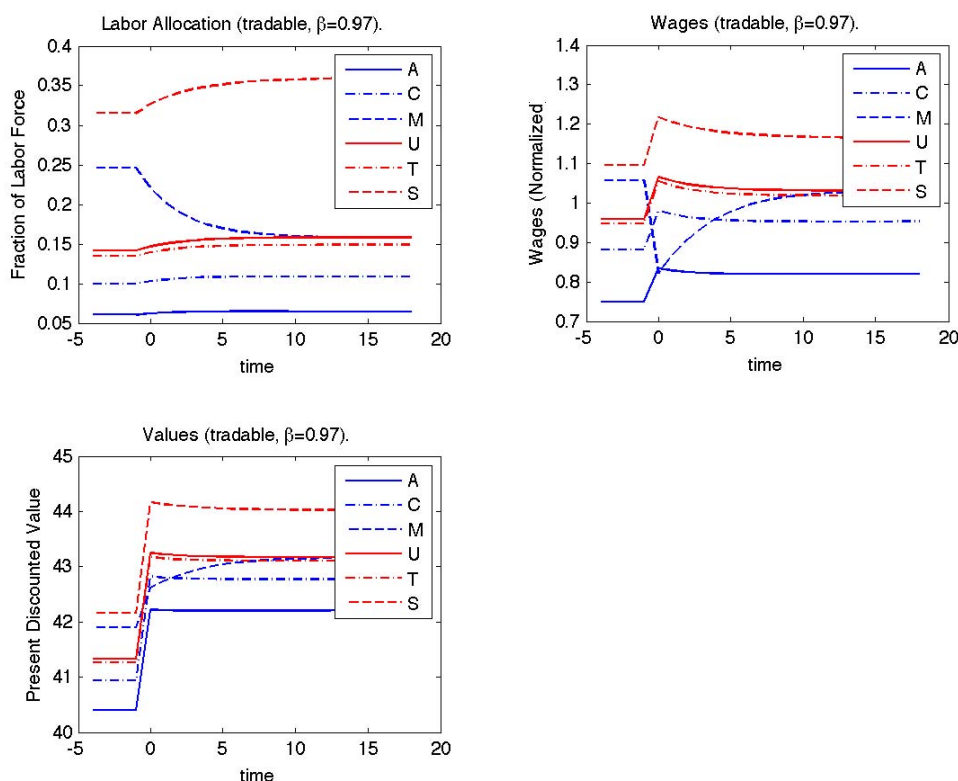 Labor Allocation (tradable, β=0.97).
Fraction of Labor Force
0.4
0.35
0.3
0.25
0.2
0.15
0.1
0.05
-5 0 5 10 15 20
time
A
C
M
U
T
S
Wages (tradable, β=0.97).
Wages (Normalized)
1.4
1.3
1.2
1.1
1
0.9
0.8
0.7
-5 0 5 10 15 20
time
A
C
M
U
T
S
Values (tradable, β=0.97).
Present Discounted Value
45
44
43
42
41
40
-5 0 5 10 15 20
time
A
C
M
U
T
S